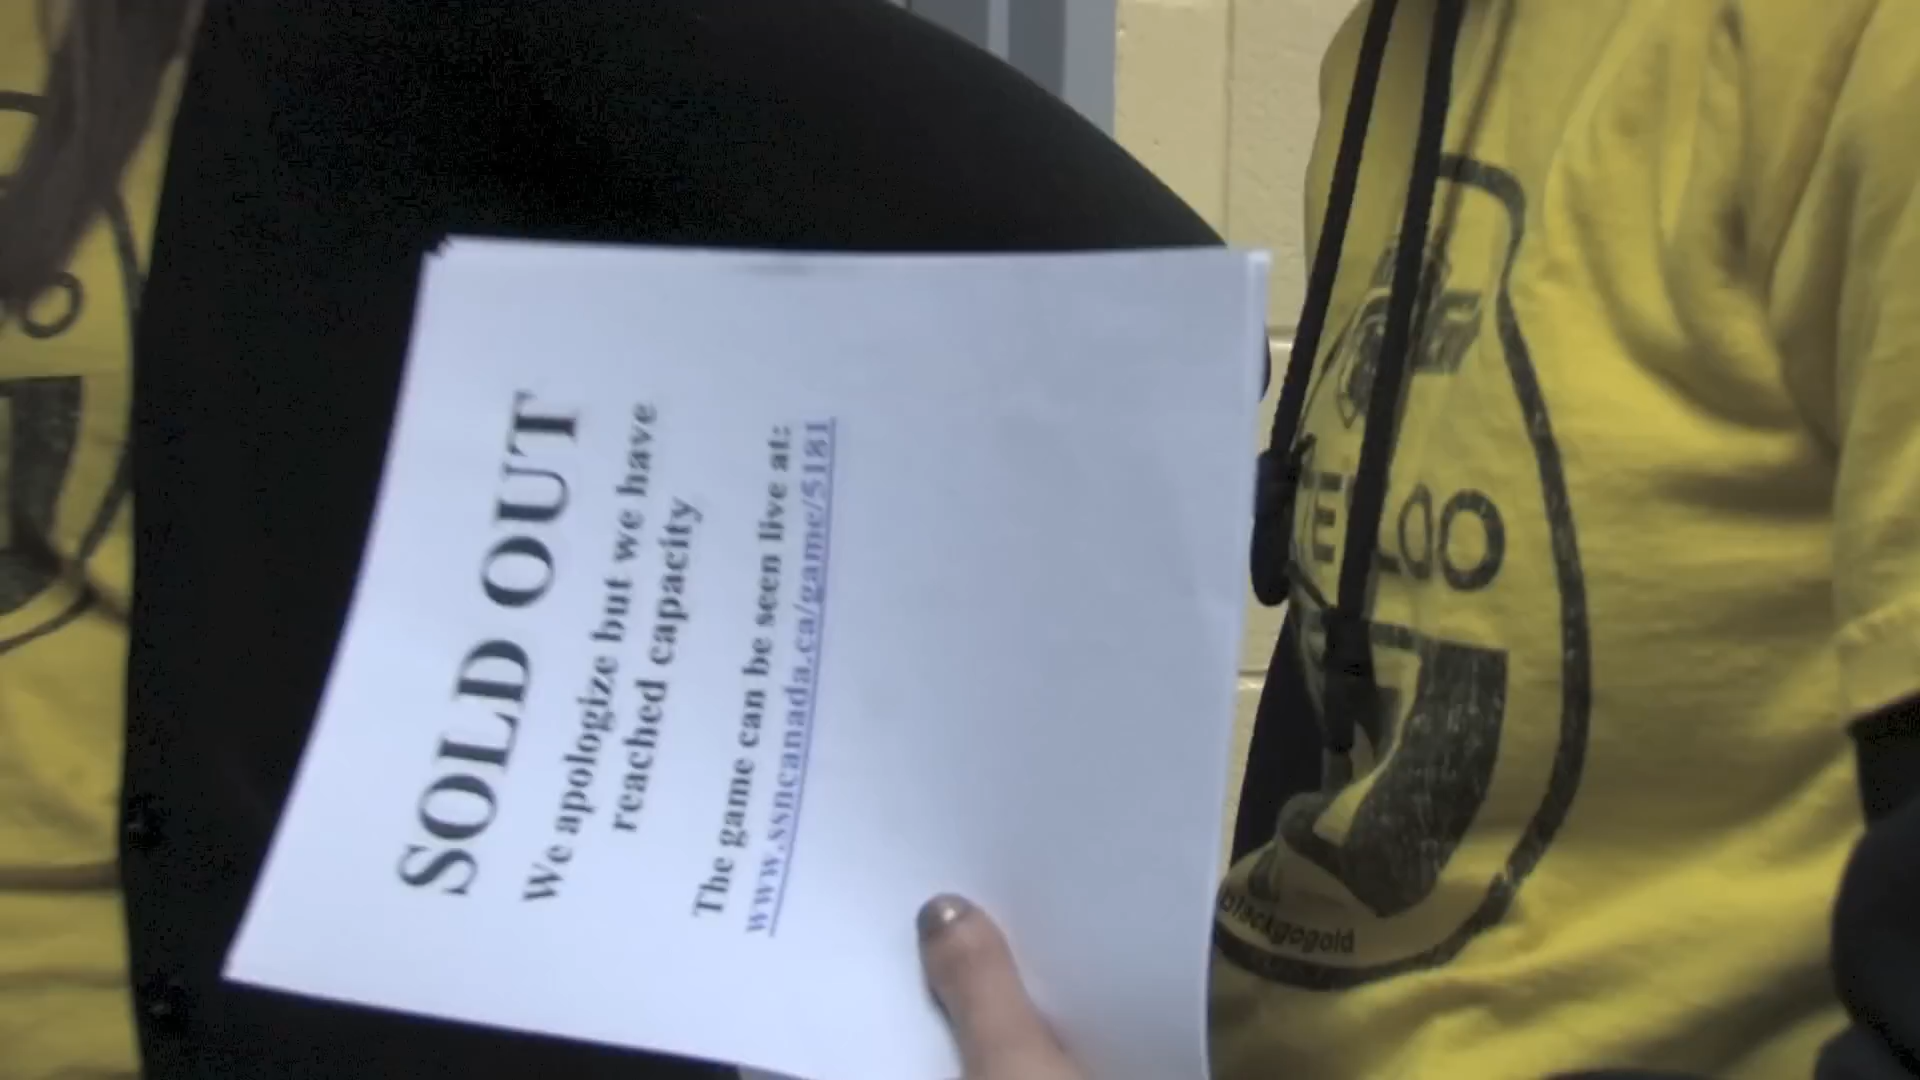 SOLD OUT
We apologize but we have
reached capacity
The game can be seen live at:
www.ssncanada.ca/game/5181
blackgogold